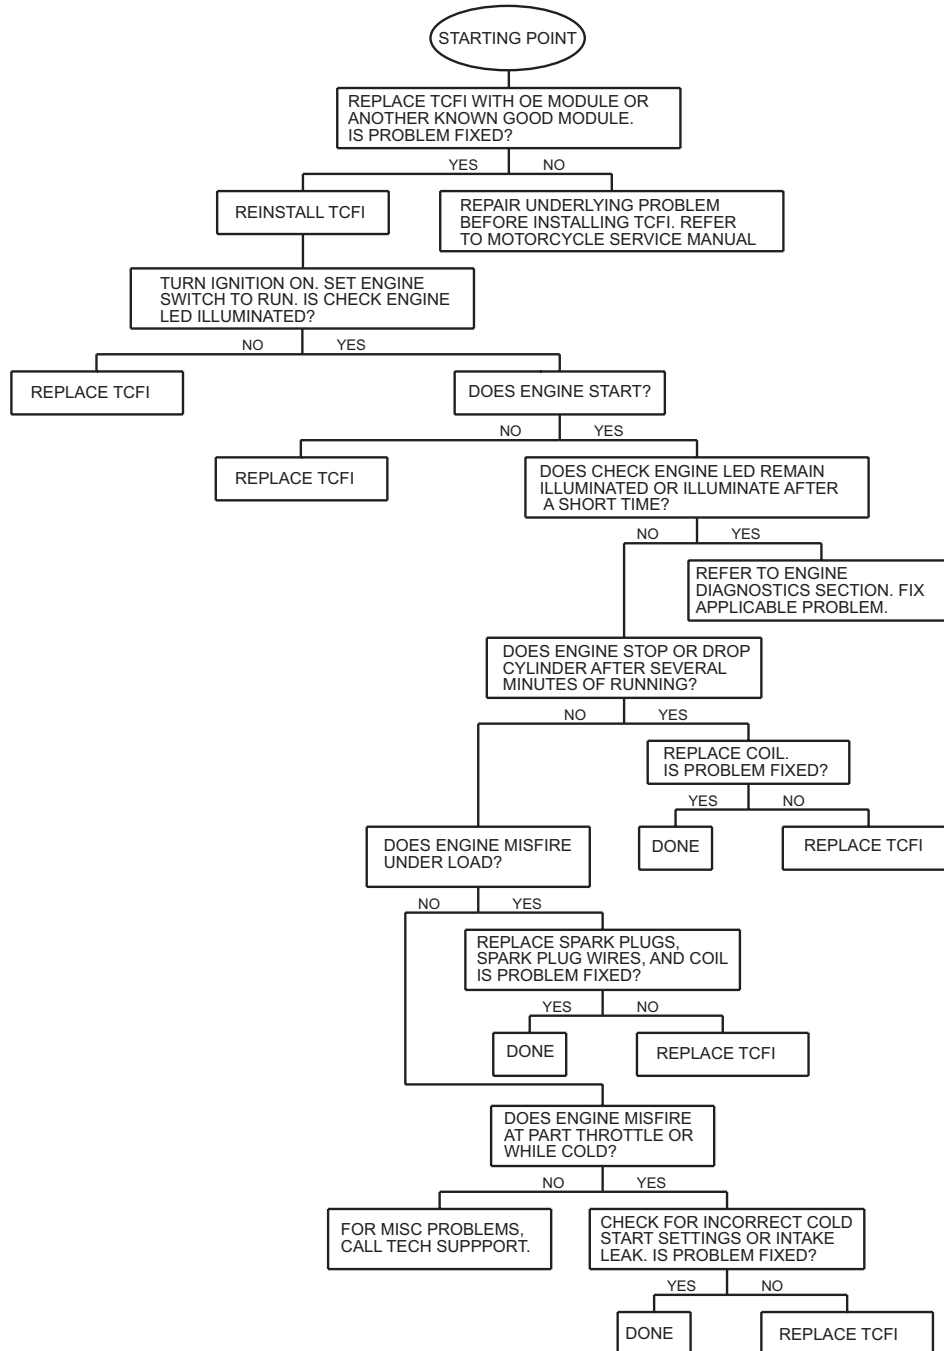 STARTING POINT
REPLACE TCFI WITH OE MODULE OR
ANOTHER KNOWN GOOD MODULE.
IS PROBLEM FIXED?
YES
NO
REINSTALL TCFI
REPAIR UNDERLYING PROBLEM
BEFORE INSTALLING TCFI. REFER
TO MOTORCYCLE SERVICE MANUAL
TURN IGNITION ON. SET ENGINE
SWITCH TO RUN. IS CHECK ENGINE
LED ILLUMINATED?
NO
YES
REPLACE TCFI
DOES ENGINE START?
NO
YES
REPLACE TCFI
DOES CHECK ENGINE LED REMAIN
ILLUMINATED OR ILLUMINATE AFTER
A SHORT TIME?
NO
YES
REFER TO ENGINE
DIAGNOSTICS SECTION. FIX
APPLICABLE PROBLEM.
DOES ENGINE STOP OR DROP
CYLINDER AFTER SEVERAL
MINUTES OF RUNNING?
NO
YES
REPLACE COIL.
IS PROBLEM FIXED?
YES
NO
DONE
REPLACE TCFI
DOES ENGINE MISFIRE
UNDER LOAD?
NO
YES
REPLACE SPARK PLUGS,
SPARK PLUG WIRES, AND COIL
IS PROBLEM FIXED?
YES
NO
DONE
REPLACE TCFI
DOES ENGINE MISFIRE
AT PART THROTTLE OR
WHILE COLD?
NO
YES
FOR MISC PROBLEMS,
CALL TECH SUPPPORT.
CHECK FOR INCORRECT COLD
START SETTINGS OR INTAKE
LEAK. IS PROBLEM FIXED?
YES
NO
DONE
REPLACE TCFI